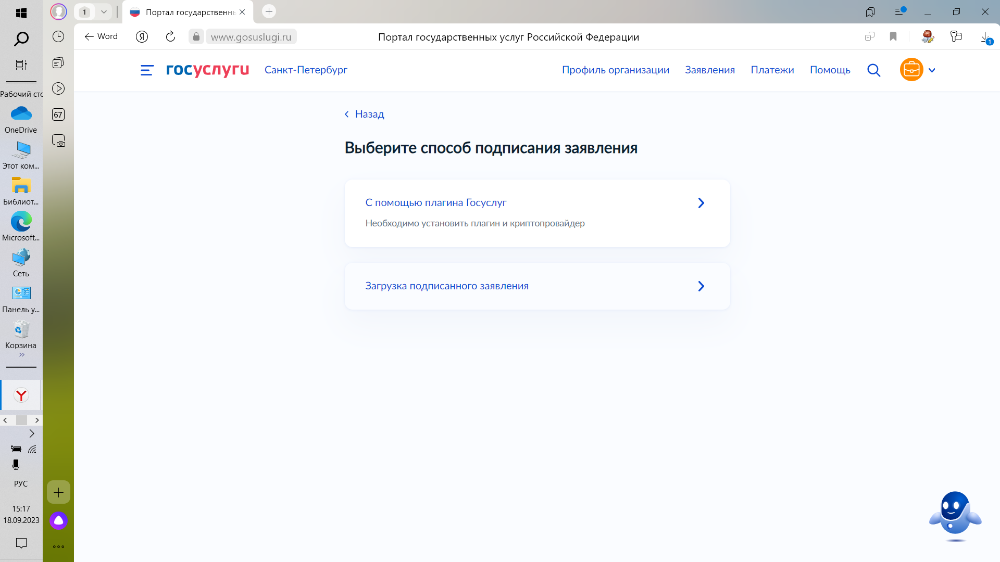 1
Портал государственн
Word
www.gosuslugi.ru
Портал государственных услуг Российской Федерации
1
госуслуги
Санкт-Петербург
Профиль организации
Заявления
Платежи
Помощь
Назад
Выберите способ подписания заявления
С помощью плагина Госуслуг
Необходимо установить плагин и криптопровайдер
Загрузка подписанного заявления
67
Рабочий сто
OneDrive
Этот ком...
Библиот...
Microsoft...
Сеть
Панель у...
Корзина
РУС
15:17
18.09.2023